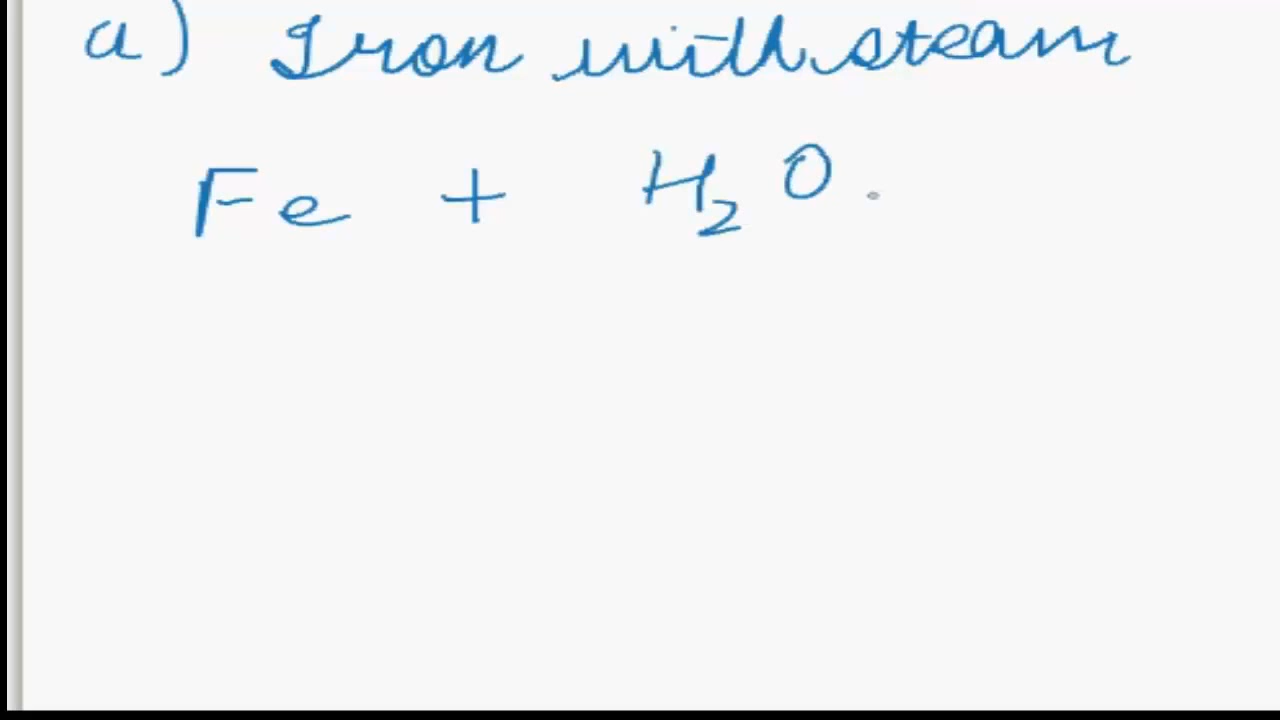 a) Iron with steam
Fe + H₂O